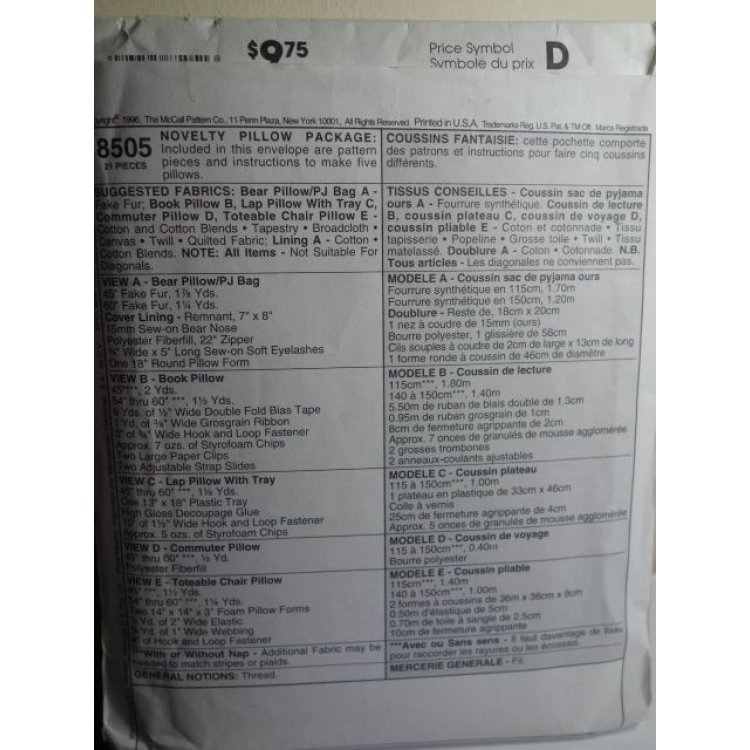 $9.75
Price Symbol
Symbole du prix D
1996, The McCall Pattern Co., 11 Penn Plaza, New York 10001, All Rights Reserved. Printed in U.S.A. Trademarks Reg. U.S. Pat. & TM Off. Marca Registrada
8505
21 PIECES
NOVELTY PILLOW PACKAGE:
Included in this envelope are pattern
pieces and instructions to make five
pillows.
COUSSINS FANTAISIE: cette pochette comporte
des patrons et instructions pour faire cinq coussins
différents.
SUGGESTED FABRICS: Bear Pillow/PJ Bag A -
Fake Fur; Book Pillow B, Lap Pillow With Tray C,
Commuter Pillow D, Toteable Chair Pillow E -
Cotton and Cotton Blends • Tapestry • Broadcloth •
Canvas • Twill • Quilted Fabric; Lining A - Cotton •
Cotton Blends. NOTE: All Items - Not Suitable For
Diagonals.
TISSUS CONSEILLES - Coussin sac de pyjama
ours A - Fourrure synthétique. Coussin de lecture
B, coussin plateau C, coussin de voyage D,
coussin pliable E - Coton et cotonnade • Tissu
tapisserie • Popeline • Grosse toile • Twill • Tissu
matelassé. Doublure A - Coton • Cotonnade. N.B.
Tous articles - Les diagonales ne conviennent pas.
VIEW A - Bear Pillow/PJ Bag
45" Fake Fur, 1⅞ Yds.
60" Fake Fur, 1¼ Yds.
Cover Lining - Remnant, 7" x 8"
15mm Sew-on Bear Nose
Polyester Fiberfill, 22" Zipper
¾" Wide x 5" Long Sew-on Soft Eyelashes
One 18" Round Pillow Form
MODELE A - Coussin sac de pyjama ours
Fourrure synthétique en 115cm, 1.70m
Fourrure synthétique en 150cm, 1.20m
Doublure - Reste de, 18cm x 20cm
1 nez à coudre de 15mm (ours)
Bourre polyester, 1 glissière de 56cm
Cils souples à coudre de 2cm de large x 13cm de long
1 forme ronde à coussin de 46cm de diamètre
VIEW B - Book Pillow
45"***, 2 Yds.
54" thru 60" ***, 1½ Yds.
6 Yds. of ½" Wide Double Fold Bias Tape
1 Yd. of ⅜" Wide Grosgrain Ribbon
3" of ¾" Wide Hook and Loop Fastener
Approx. 7 ozs. of Styrofoam Chips
Two Large Paper Clips
Two Adjustable Strap Slides
MODELE B - Coussin de lecture
115cm***, 1.80m
140 à 150cm***, 1.40m
5.50m de ruban de biais double de 1.3cm
0.95m de ruban grosgrain de 1cm
8cm de fermeture agrippante de 2cm
Approx. 7 onces de granulés de mousse agglomérée
2 grosses trombones
2 anneaux-coulants ajustables
VIEW C - Lap Pillow With Tray
45" thru 60" ***, 1⅛ Yds.
One 13" x 18" Plastic Tray
High Gloss Decoupage Glue
10" of 1½" Wide Hook and Loop Fastener
Approx. 5 ozs. of Styrofoam Chips
MODELE C - Coussin plateau
115 à 150cm***, 1.00m
1 plateau en plastique de 33cm x 46cm
Colle à vernis
25cm de fermeture agrippante de 4cm
Approx. 5 onces de granulés de mousse agglomérée
VIEW D - Commuter Pillow
45" thru 60" ***, ½ Yd.
Polyester Fiberfill
MODELE D - Coussin de voyage
115 à 150cm***, 0.40m
Bourre polyester
VIEW E - Toteable Chair Pillow
45" ***, 1½ Yds.
54" thru 60" ***, 1⅛ Yds.
Two 14" x 14" x 3" Foam Pillow Forms
Yd. of 2" Wide Elastic
Yd. of 1" Wide Webbing
4" of Hook and Loop Fastener
MODELE E - Coussin pliable
115cm***, 1.40m
140 à 150cm***, 1.00m
2 formes à coussins de 36cm x 36cm x 8cm
0.50m d'élastique de 5cm
0.70m de toile à sangle de 2.5cm
10cm de fermeture agrippante
***With or Without Nap - Additional Fabric may be
needed to match stripes or plaids.
***Avec ou Sans sens - Il faut davantage de tissu
pour raccorder les rayures ou les écossais.
GENERAL NOTIONS: Thread.
MERCERIE GENERALE - Fil.